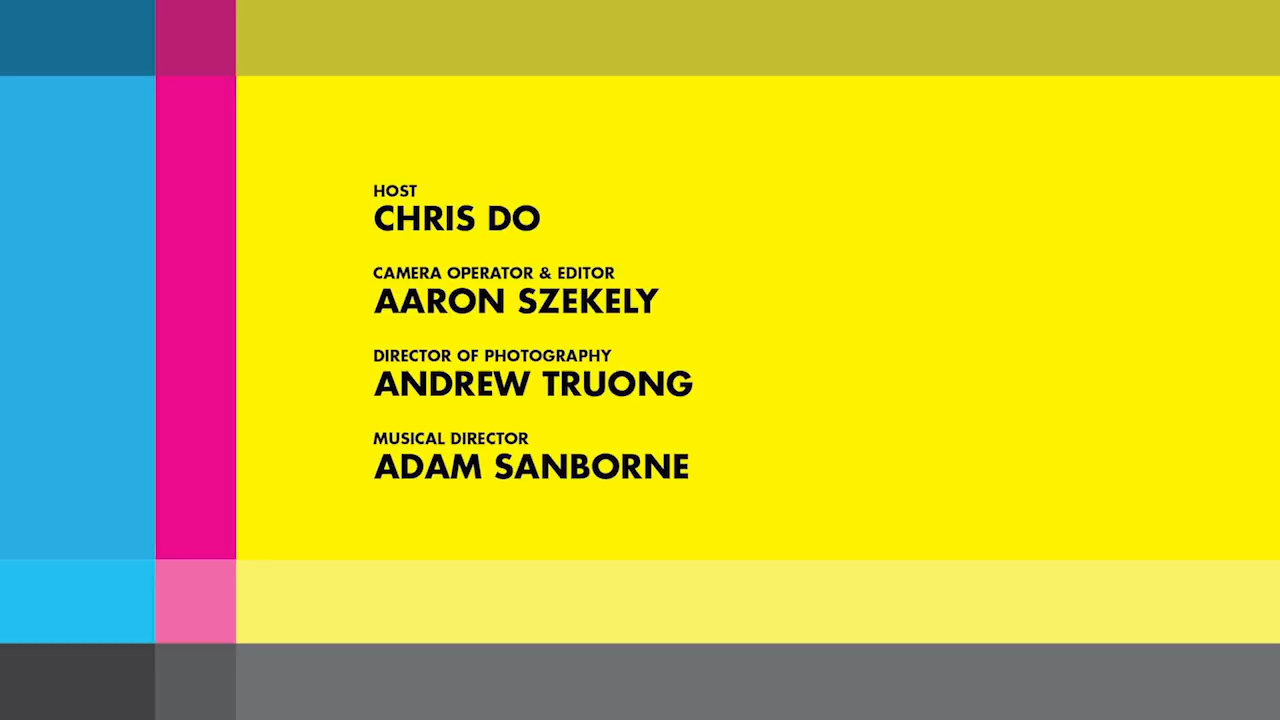 HOST
CHRIS DO
CAMERA OPERATOR & EDITOR
AARON SZEKELY
DIRECTOR OF PHOTOGRAPHY
ANDREW TRUONG
MUSICAL DIRECTOR
ADAM SANBORNE